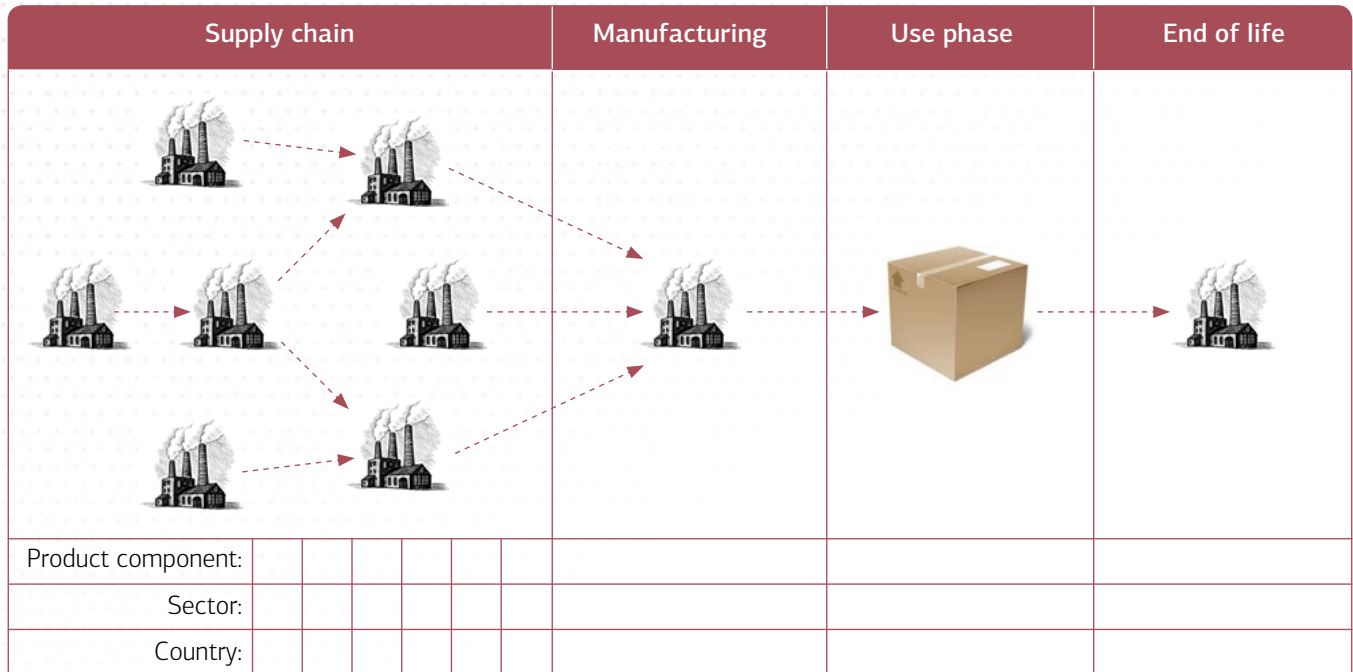 Supply chain
Manufacturing
Use phase
End of life
Product component:
Sector:
Country: